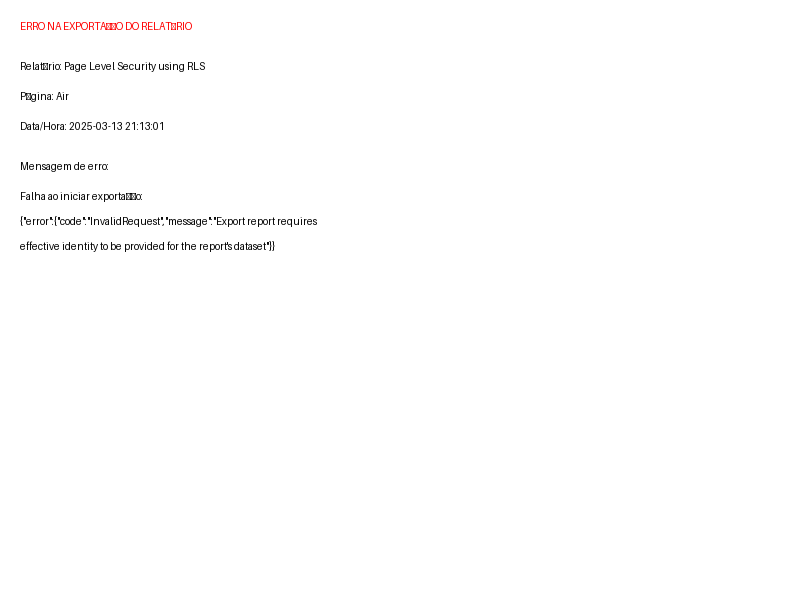 ERRO NA EXPORTA□□O DO RELAT□RIO
Relat□rio: Page Level Security using RLS
P□gina: Air
Data/Hora: 2025-03-13 21:13:01
Mensagem de erro:
Falha ao iniciar exporta□□o:
{"error":{"code":"InvalidRequest","message":"Export report requires
effective identity to be provided for the report's dataset"}}